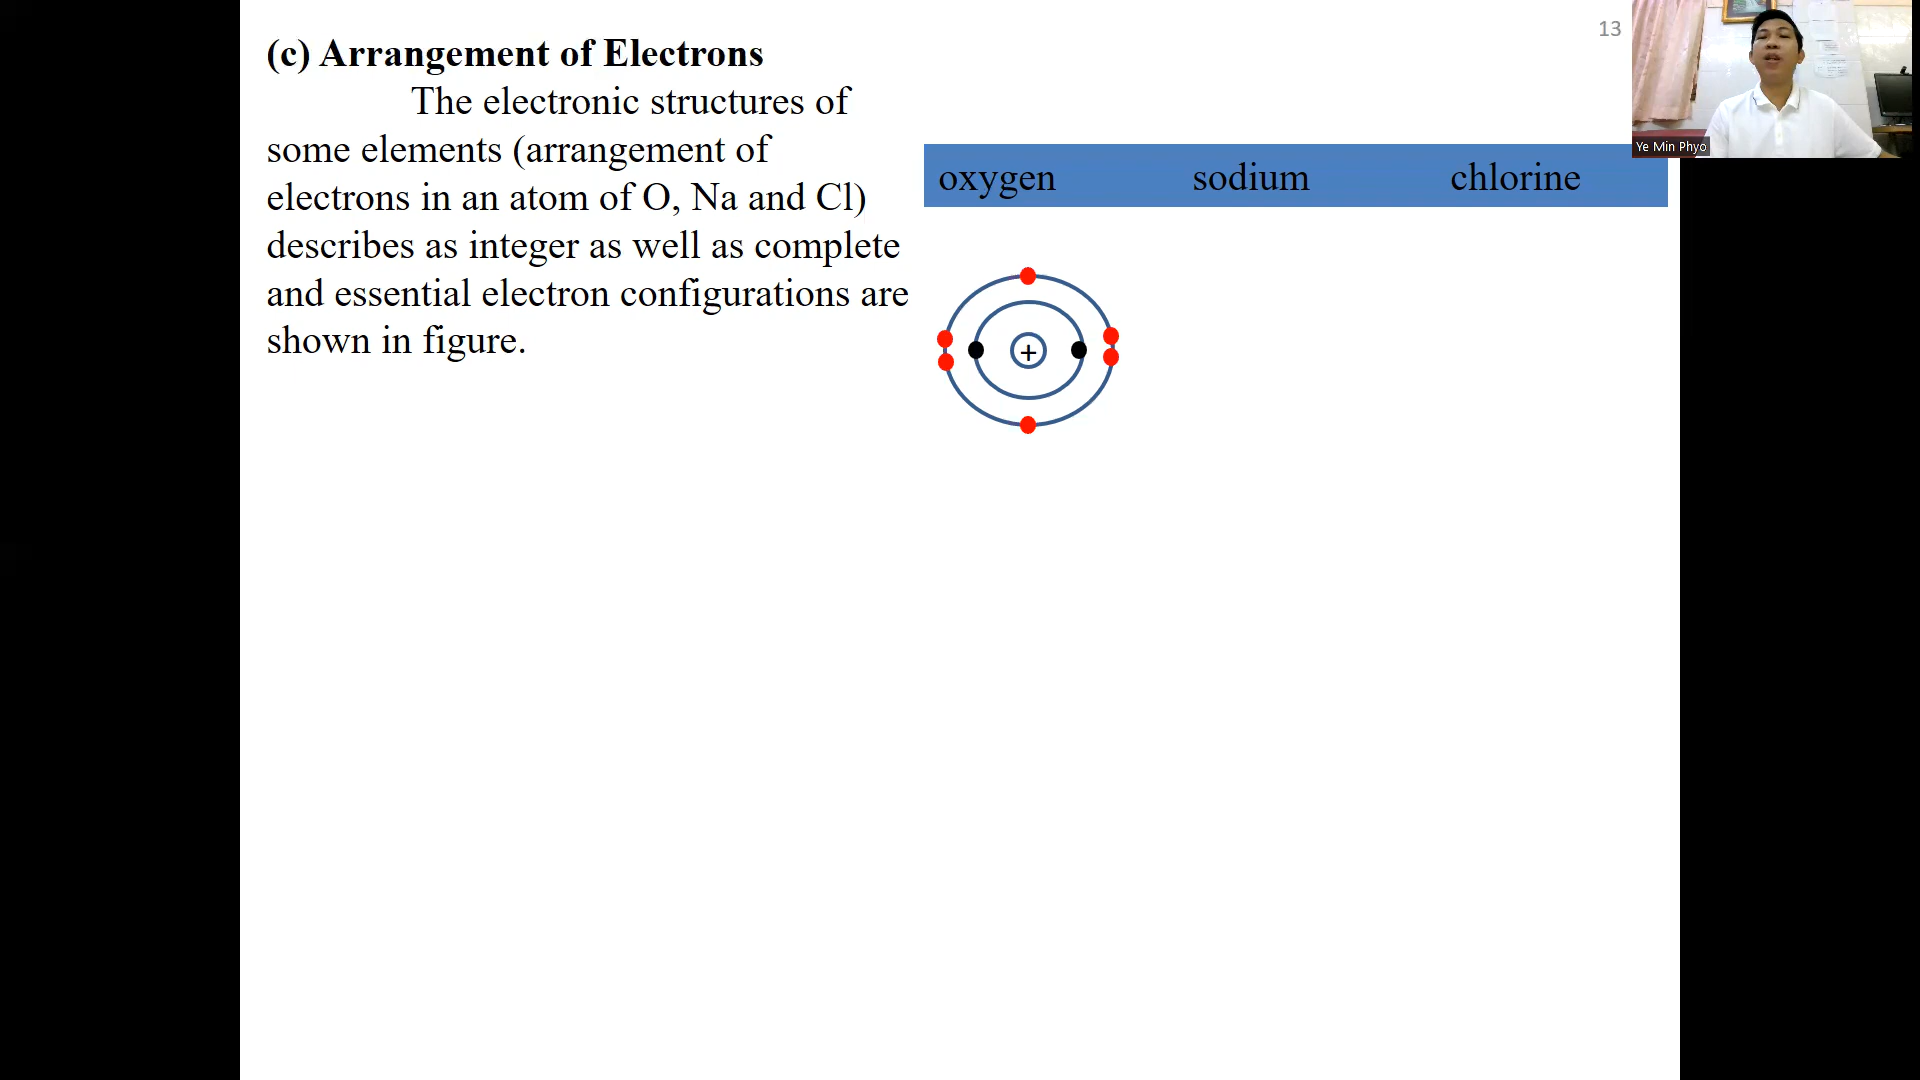 (c) Arrangement of Electrons
The electronic structures of
some elements (arrangement of
electrons in an atom of O, Na and Cl)
describes as integer as well as complete
and essential electron configurations are
shown in figure.
13
Ye Min Phyo
oxygen sodium chlorine
+